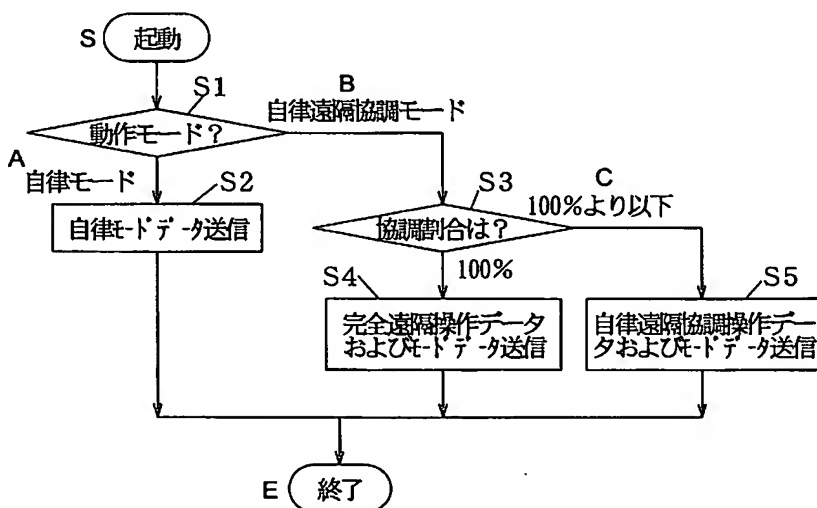 S 起動
S1
B
自律遠隔協調モード
動作モード?
A
自律モード
S2
自律モードデータ送信
S3
C
100%より以下
協調割合は?
100%
S4
完全遠隔操作データ
およびモードデータ送信
S5
自律遠隔協調操作デー
タおよびモードデータ送信
E 終了